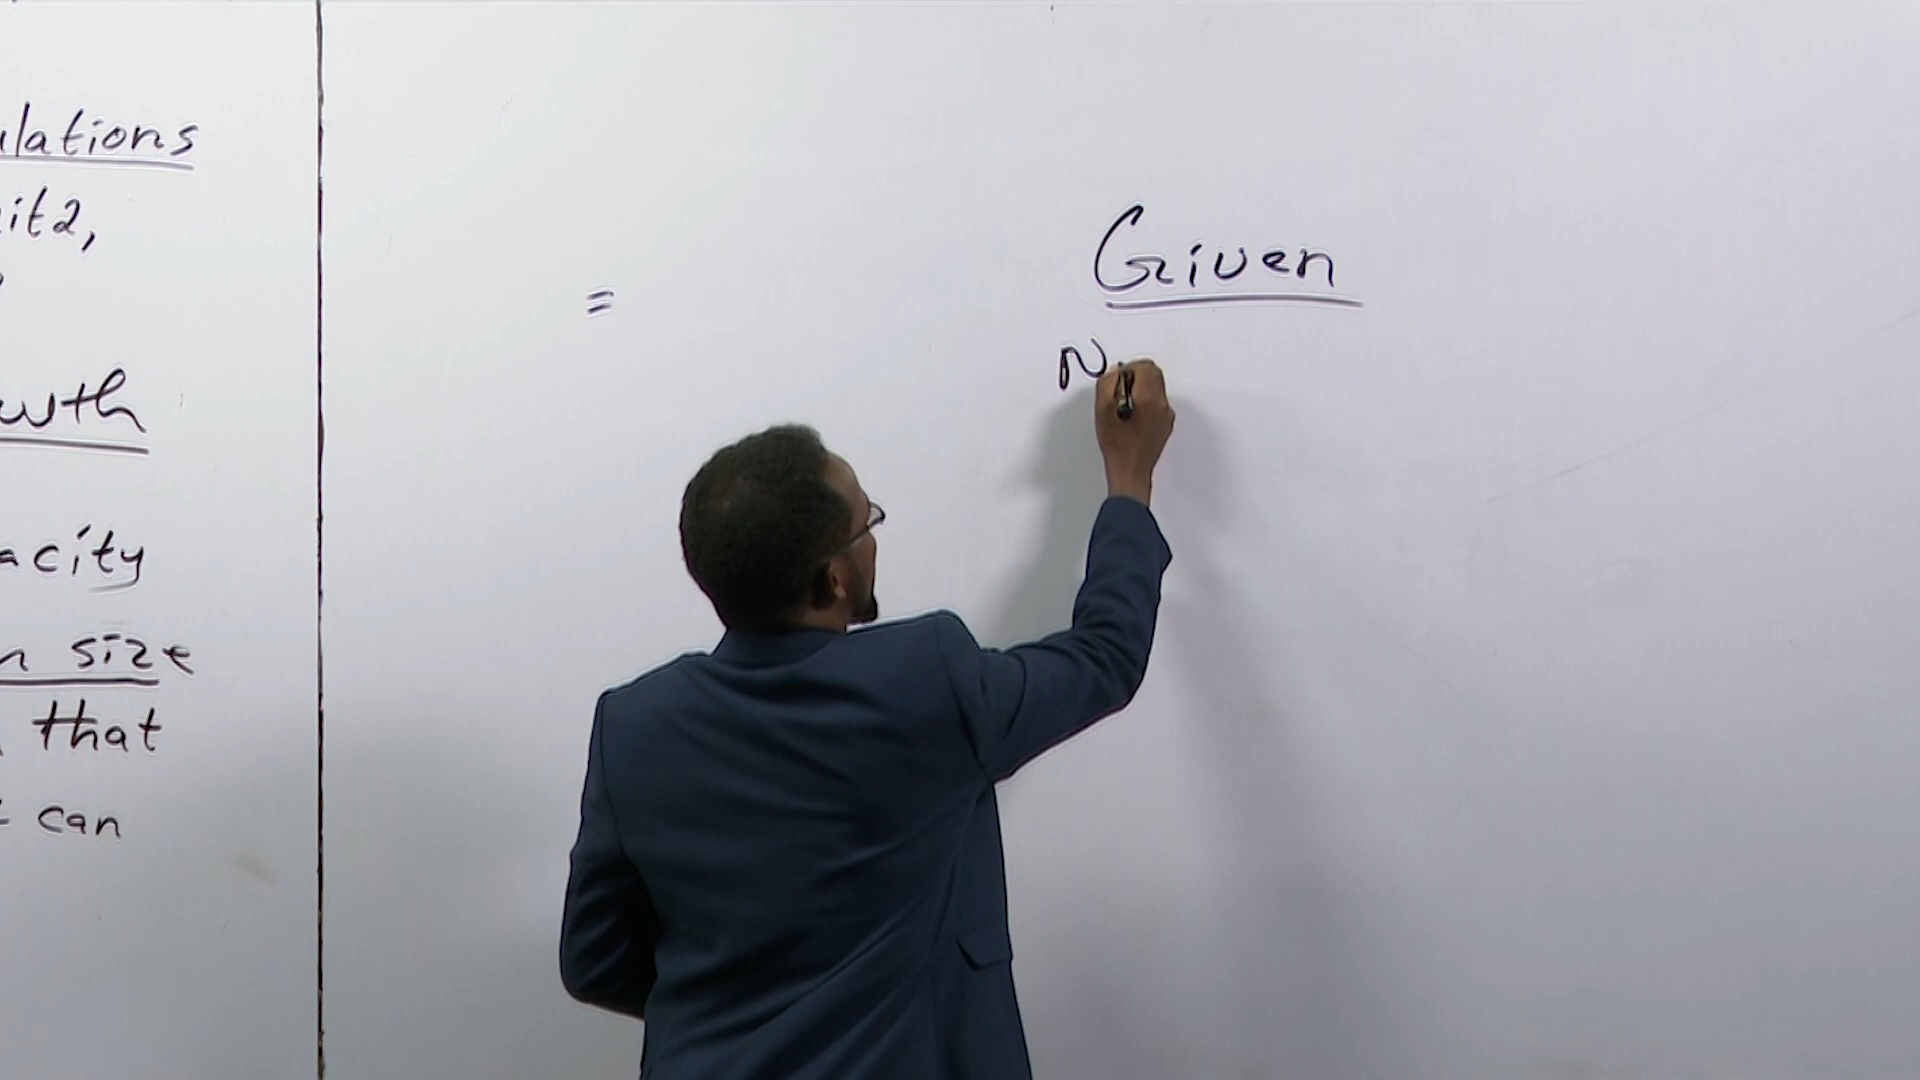 ulations
it2,
wth
acity
n size
that
can
=
Given
N